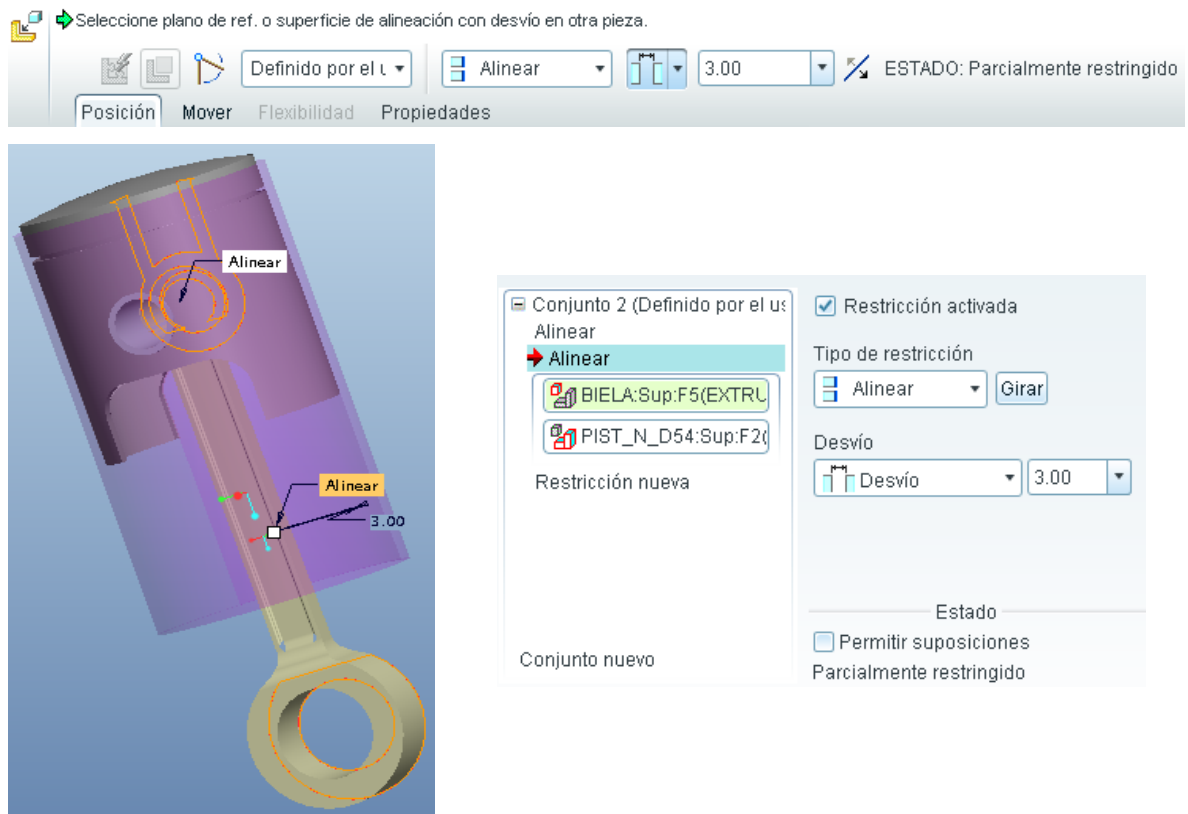 Seleccione plano de ref. o superficie de alineación con desvío en otra pieza.
Definido por el u
Alinear
3.00
ESTADO: Parcialmente restringido
Posición Mover Flexibilidad Propiedades
Alinear
Alinear
3.00
Conjunto 2 (Definido por el us
Alinear
Alinear
BIELA:Sup:F5(EXTRU
PIST_N_D54:Sup:F2(
Restricción nueva
Conjunto nuevo
Restricción activada
Tipo de restricción
Alinear Girar
Desvío
Desvío 3.00
Estado
Permitir suposiciones
Parcialmente restringido